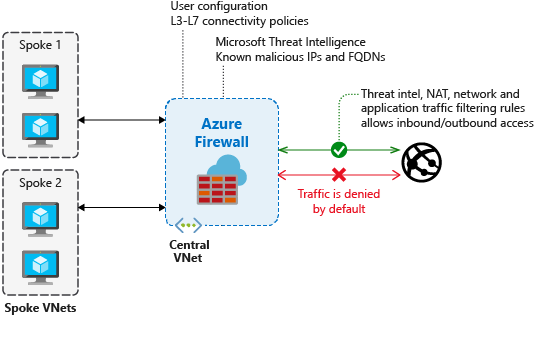 User configuration
L3-L7 connectivity policies
Microsoft Threat Intelligence
Known malicious IPs and FQDNs
Spoke 1
Azure
Firewall
Threat intel, NAT, network and
application traffic filtering rules
allows inbound/outbound access
Traffic is denied
by default
Spoke 2
Central
VNet
Spoke VNets